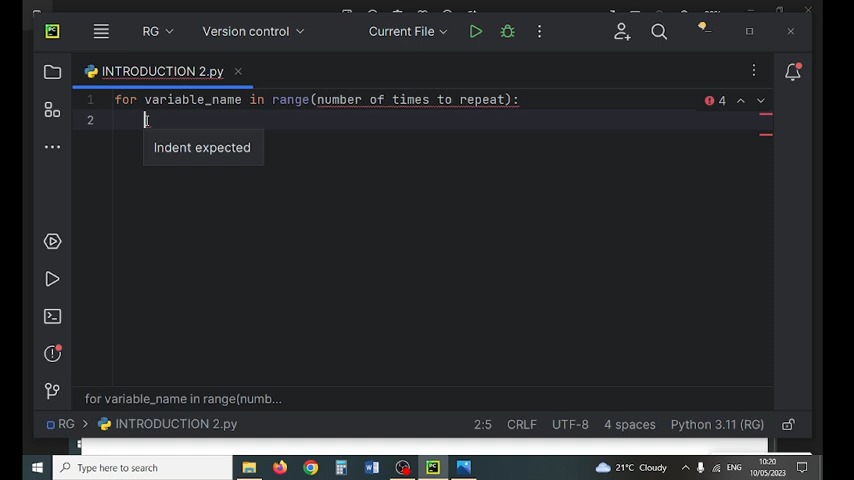 PC
RG
Version control
Current File
INTRODUCTION 2.py
1 for variable_name in range(number of times to repeat):
4
2
Indent expected
for variable_name in range(numb...
RG
INTRODUCTION 2.py
2:5
CRLF
UTF-8
4 spaces
Python 3.11 (RG)
Type here to search
21°C Cloudy
ENG
10:20
10/05/2023